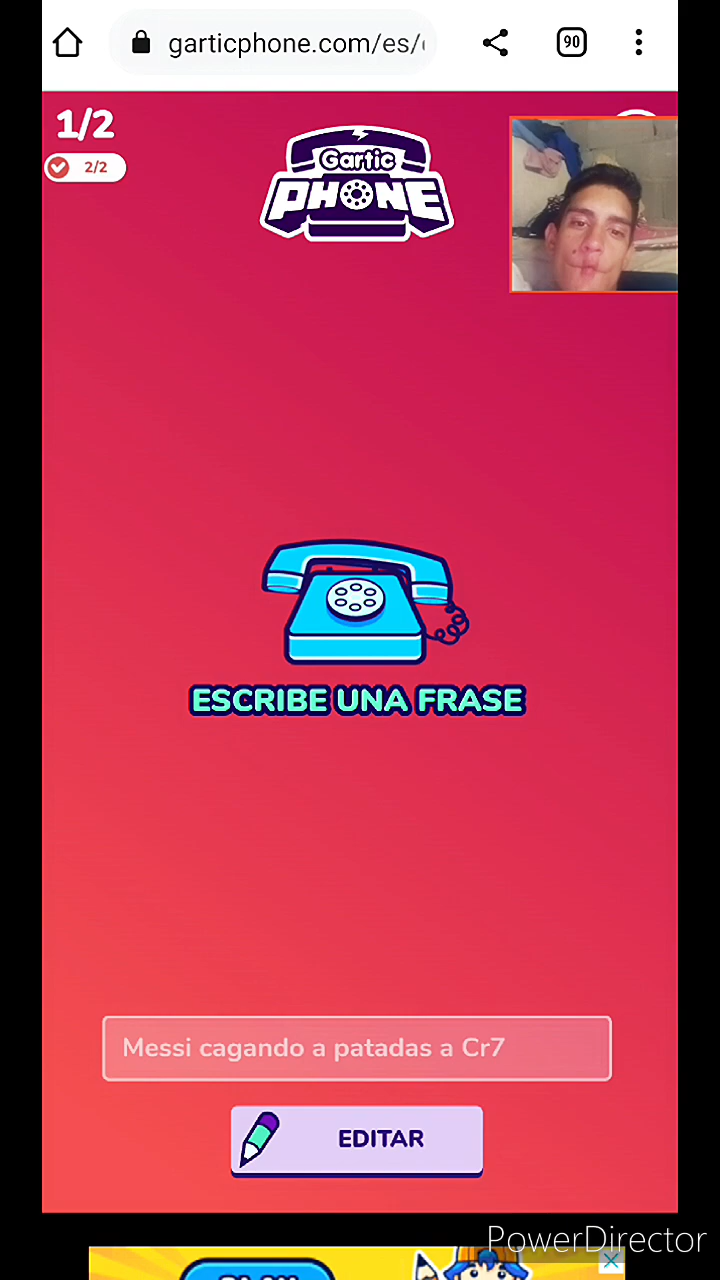 garticphone.com/es/
90
1/2
2/2
Gartic
PHONE
ESCRIBE UNA FRASE
Messi cagando a patadas a Cr7
EDITAR
PowerDirector